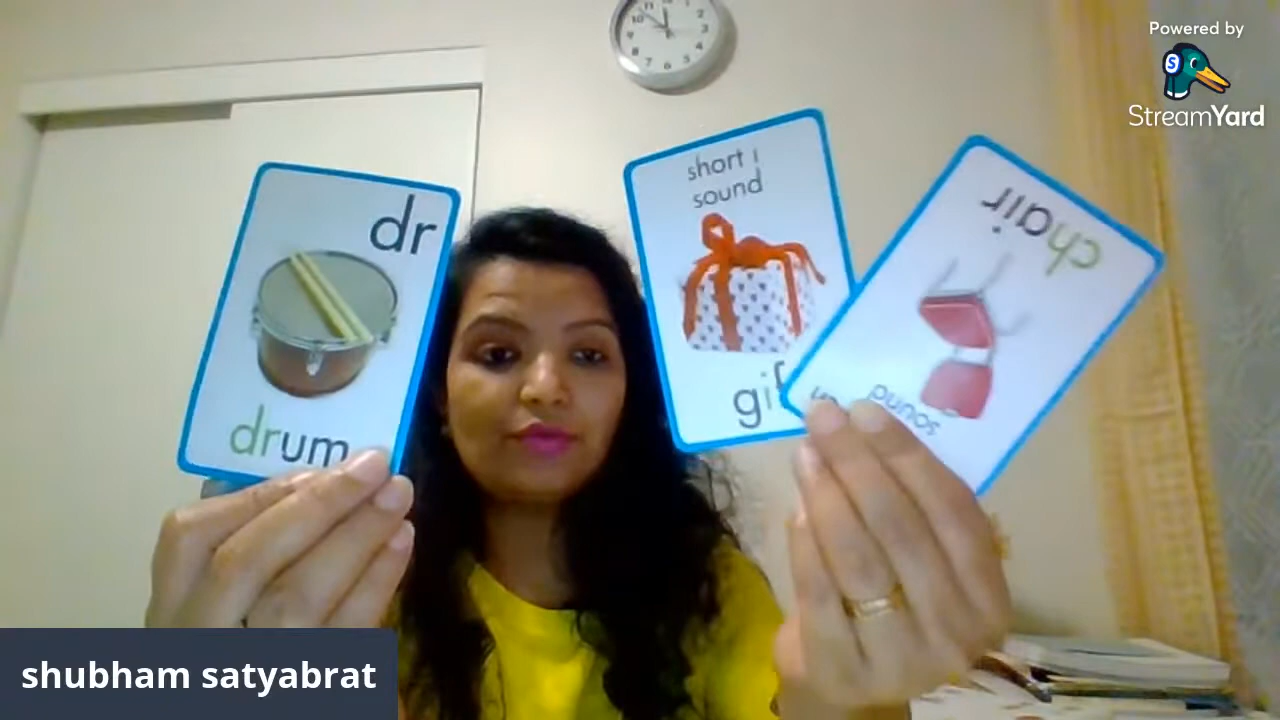 Powered by
StreamYard
dr
drum
short i
sound
gif
chair
sound
shubham satyabrat